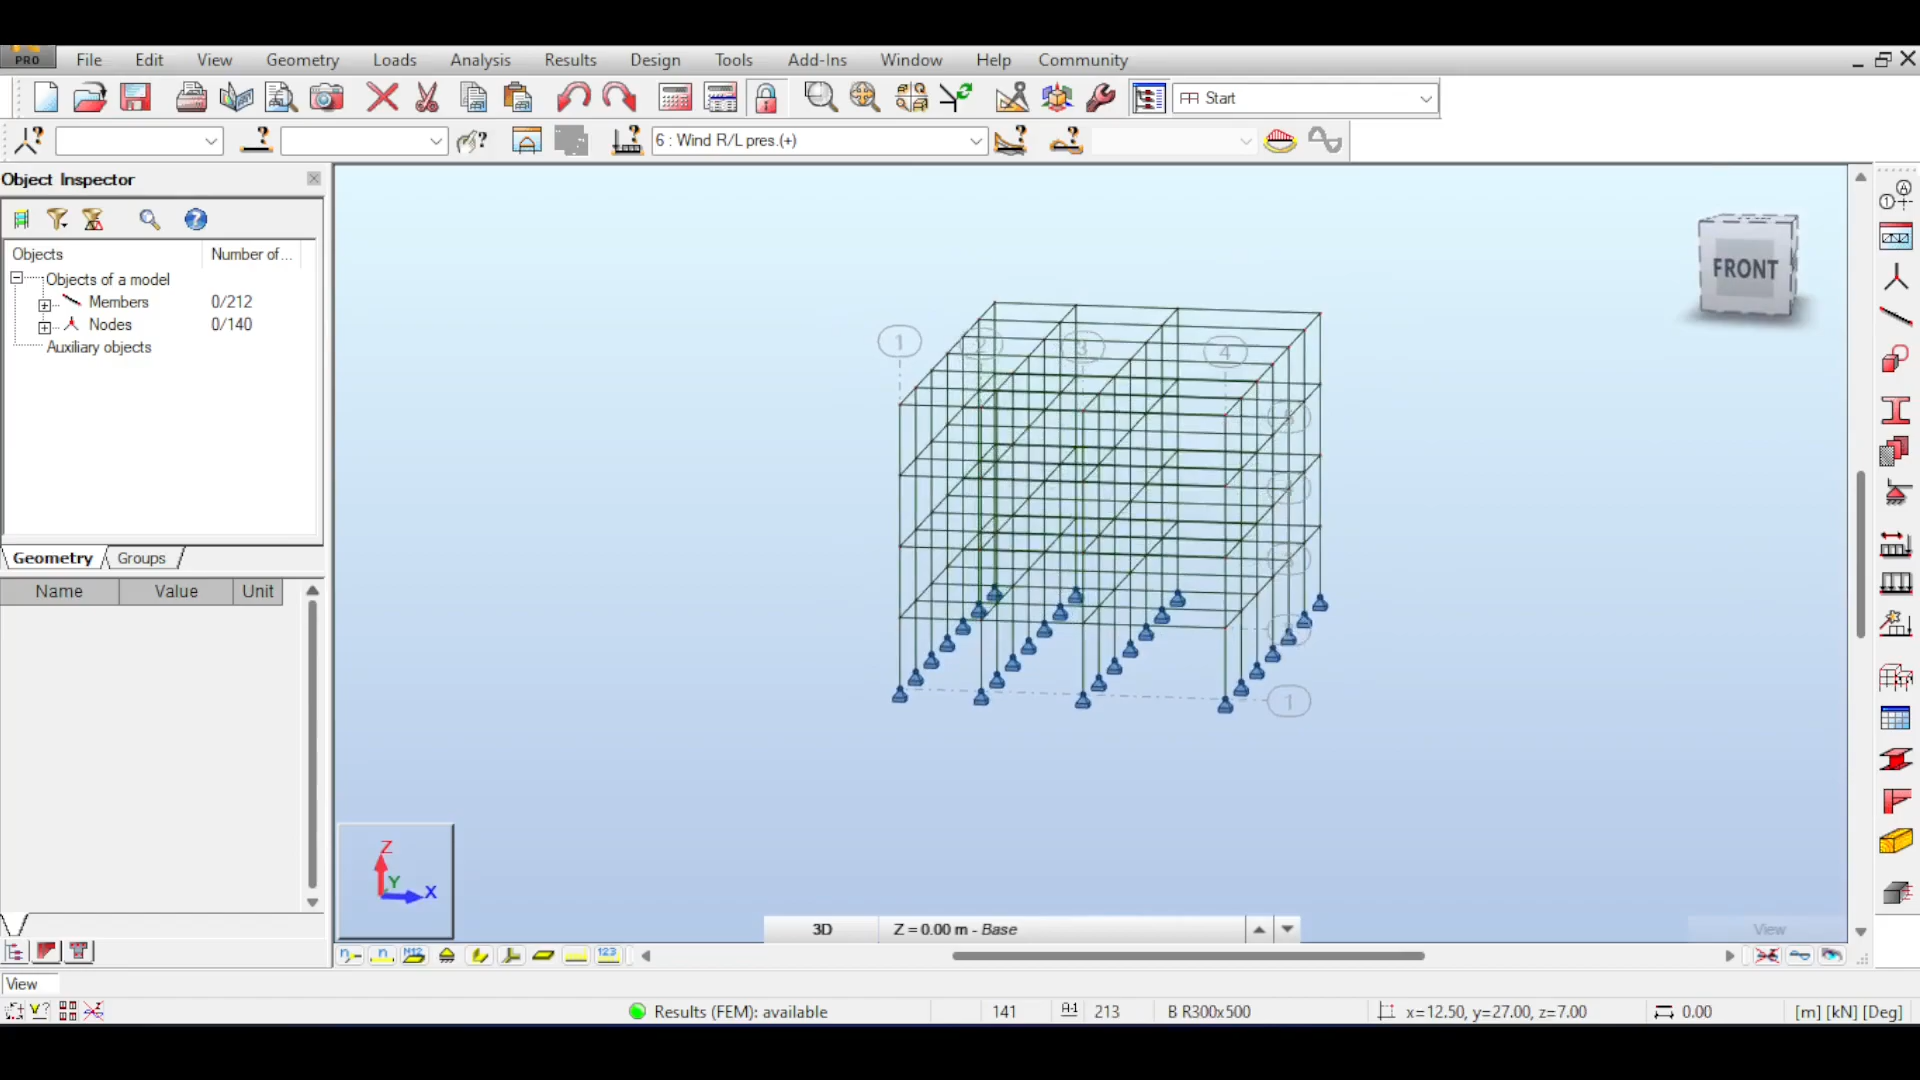 PRO
File Edit View Geometry Loads Analysis Results Design Tools Add-Ins Window Help Community
Start
6 : Wind R/L pres.(+)
Object Inspector
Objects Number of...
Objects of a model
Members 0/212
Nodes 0/140
Auxiliary objects
Geometry Groups
Name Value Unit
FRONT
1 2 3 4
1
Z
Y
X
3D Z = 0.00 m - Base
View
View
Results (FEM): available 141 213 B R300x500 x=12.50, y=27.00, z=7.00 0.00 [m] [kN] [Deg]